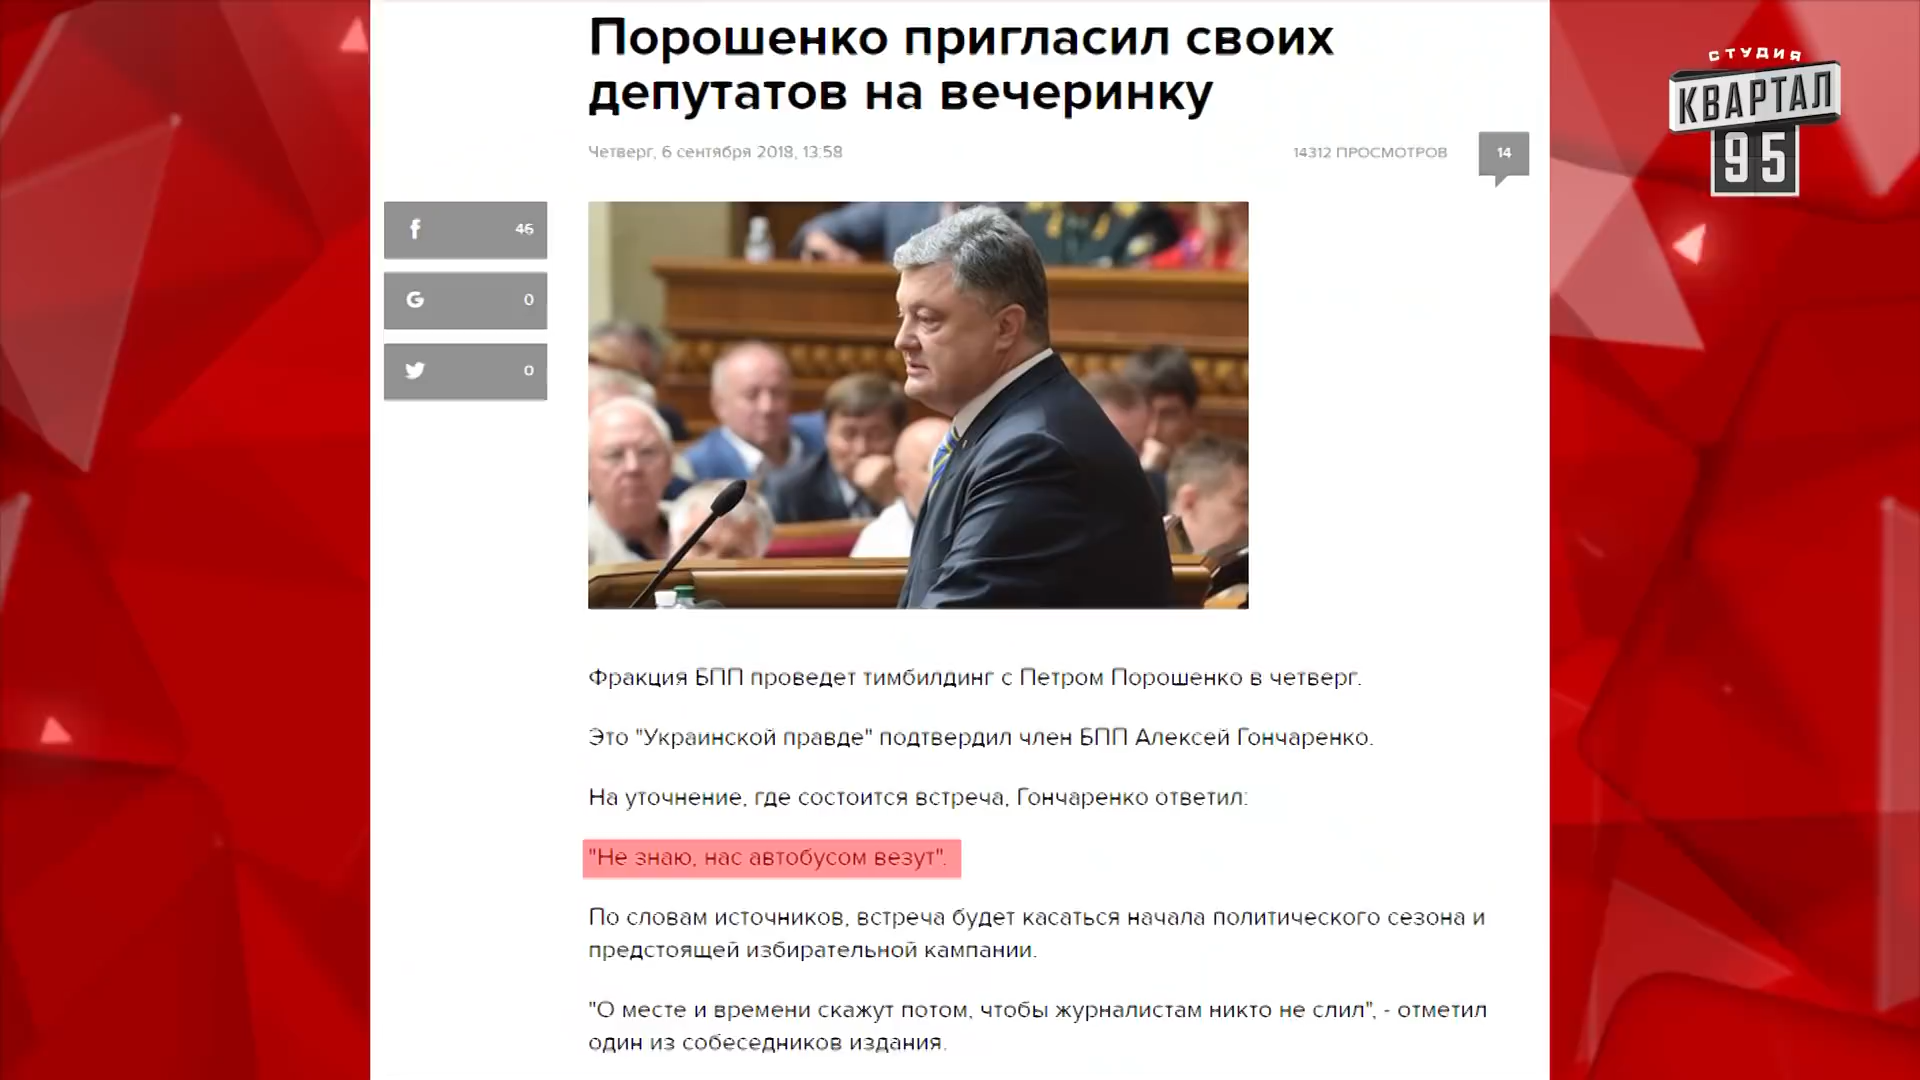 Порошенко пригласил своих
депутатов на вечеринку
Четверг, 6 сентября 2018, 13:58
14312 ПРОСМОТРОВ
14
СТУДИЯ
КВАРТАЛ
95
f 46
G 0
0
Фракция БПП проведет тимбилдинг с Петром Порошенко в четверг.
Это "Украинской правде" подтвердил член БПП Алексей Гончаренко.
На уточнение, где состоится встреча, Гончаренко ответил:
"Не знаю, нас автобусом везут".
По словам источников, встреча будет касаться начала политического сезона и
предстоящей избирательной кампании.
"О месте и времени скажут потом, чтобы журналистам никто не слил", - отметил
один из собеседников издания.